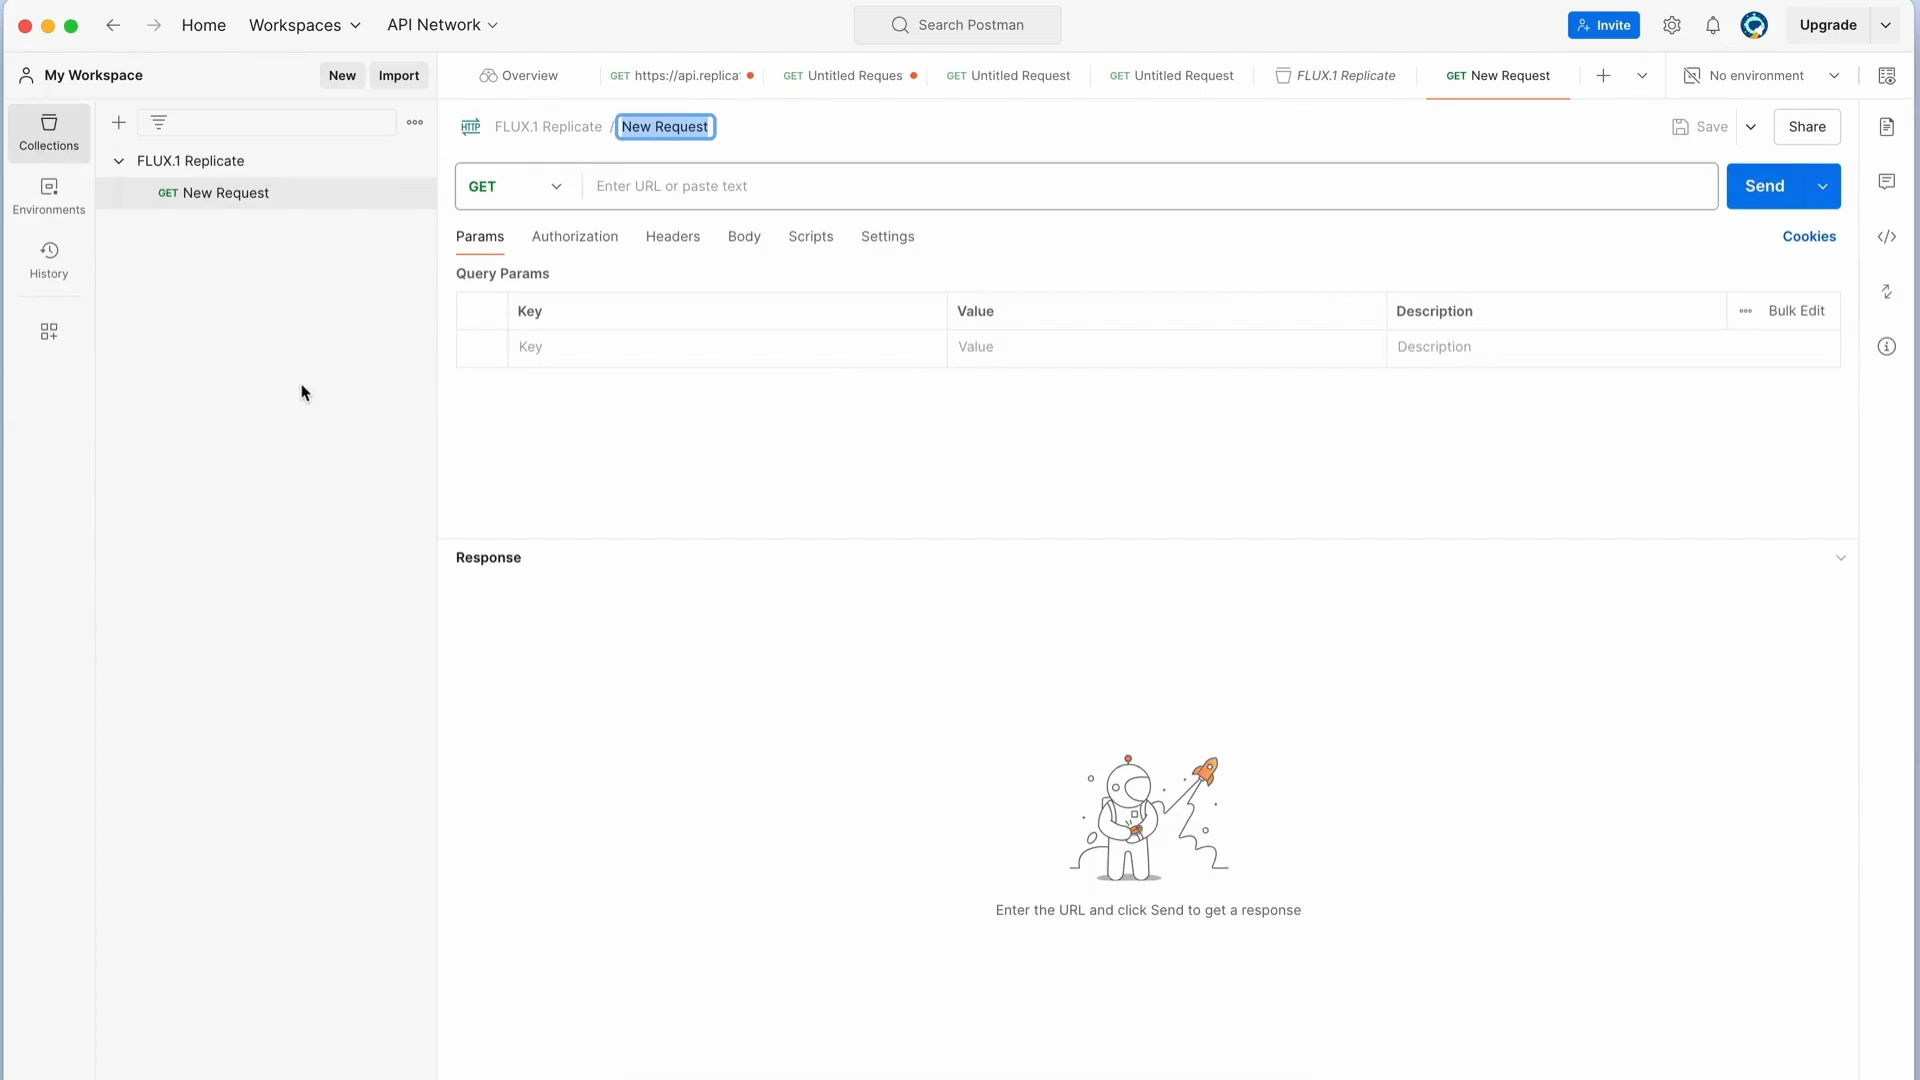 Home Workspaces API Network Search Postman Invite Upgrade
My Workspace New Import Overview GET https://api.replica GET Untitled Reques GET Untitled Request GET Untitled Request FLUX.1 Replicate GET New Request No environment
FLUX.1 Replicate / New Request Save Share
Collections
Environments
History
FLUX.1 Replicate
GET New Request
GET Enter URL or paste text Send
Params Authorization Headers Body Scripts Settings Cookies
Query Params
Key Value Description Bulk Edit
Key Value Description
Response
Enter the URL and click Send to get a response